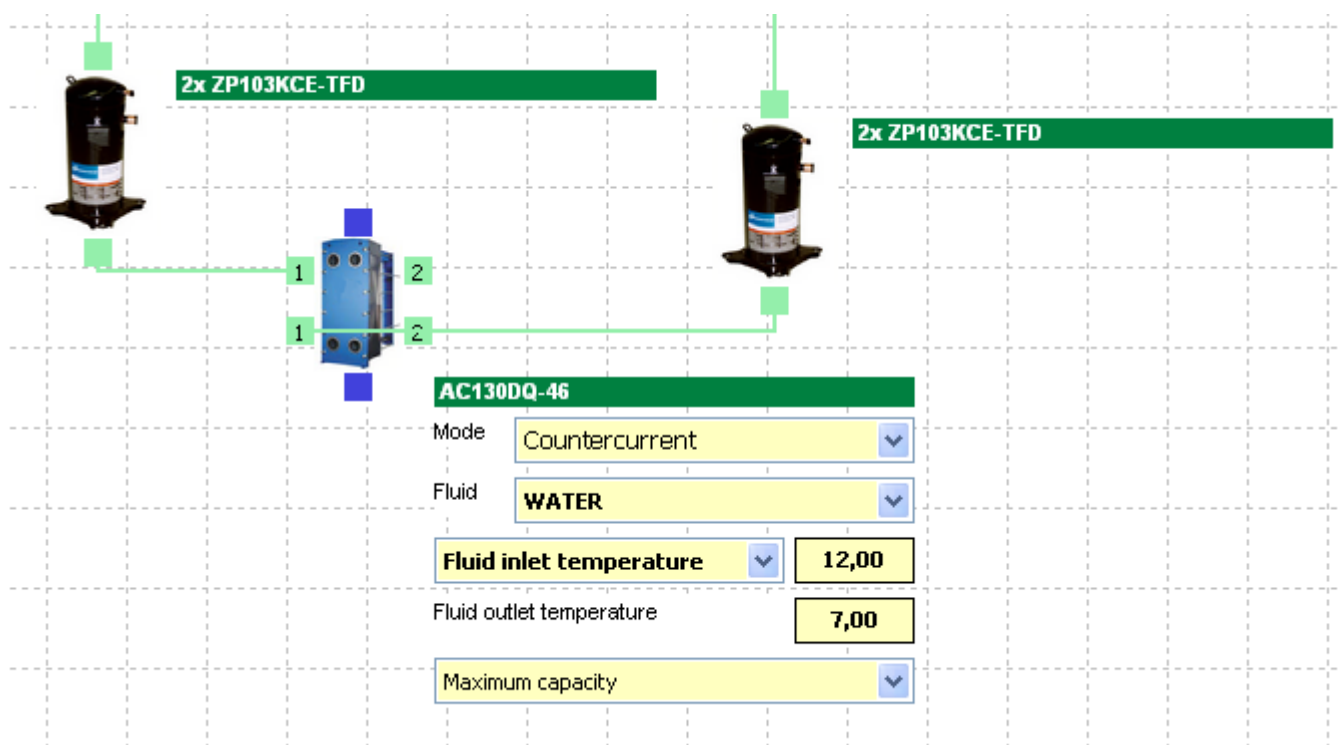 2x ZP103KCE-TFD
2x ZP103KCE-TFD
1 2
1 2
AC130DQ-46
Mode Countercurrent
Fluid WATER
Fluid inlet temperature 12,00
Fluid outlet temperature 7,00
Maximum capacity